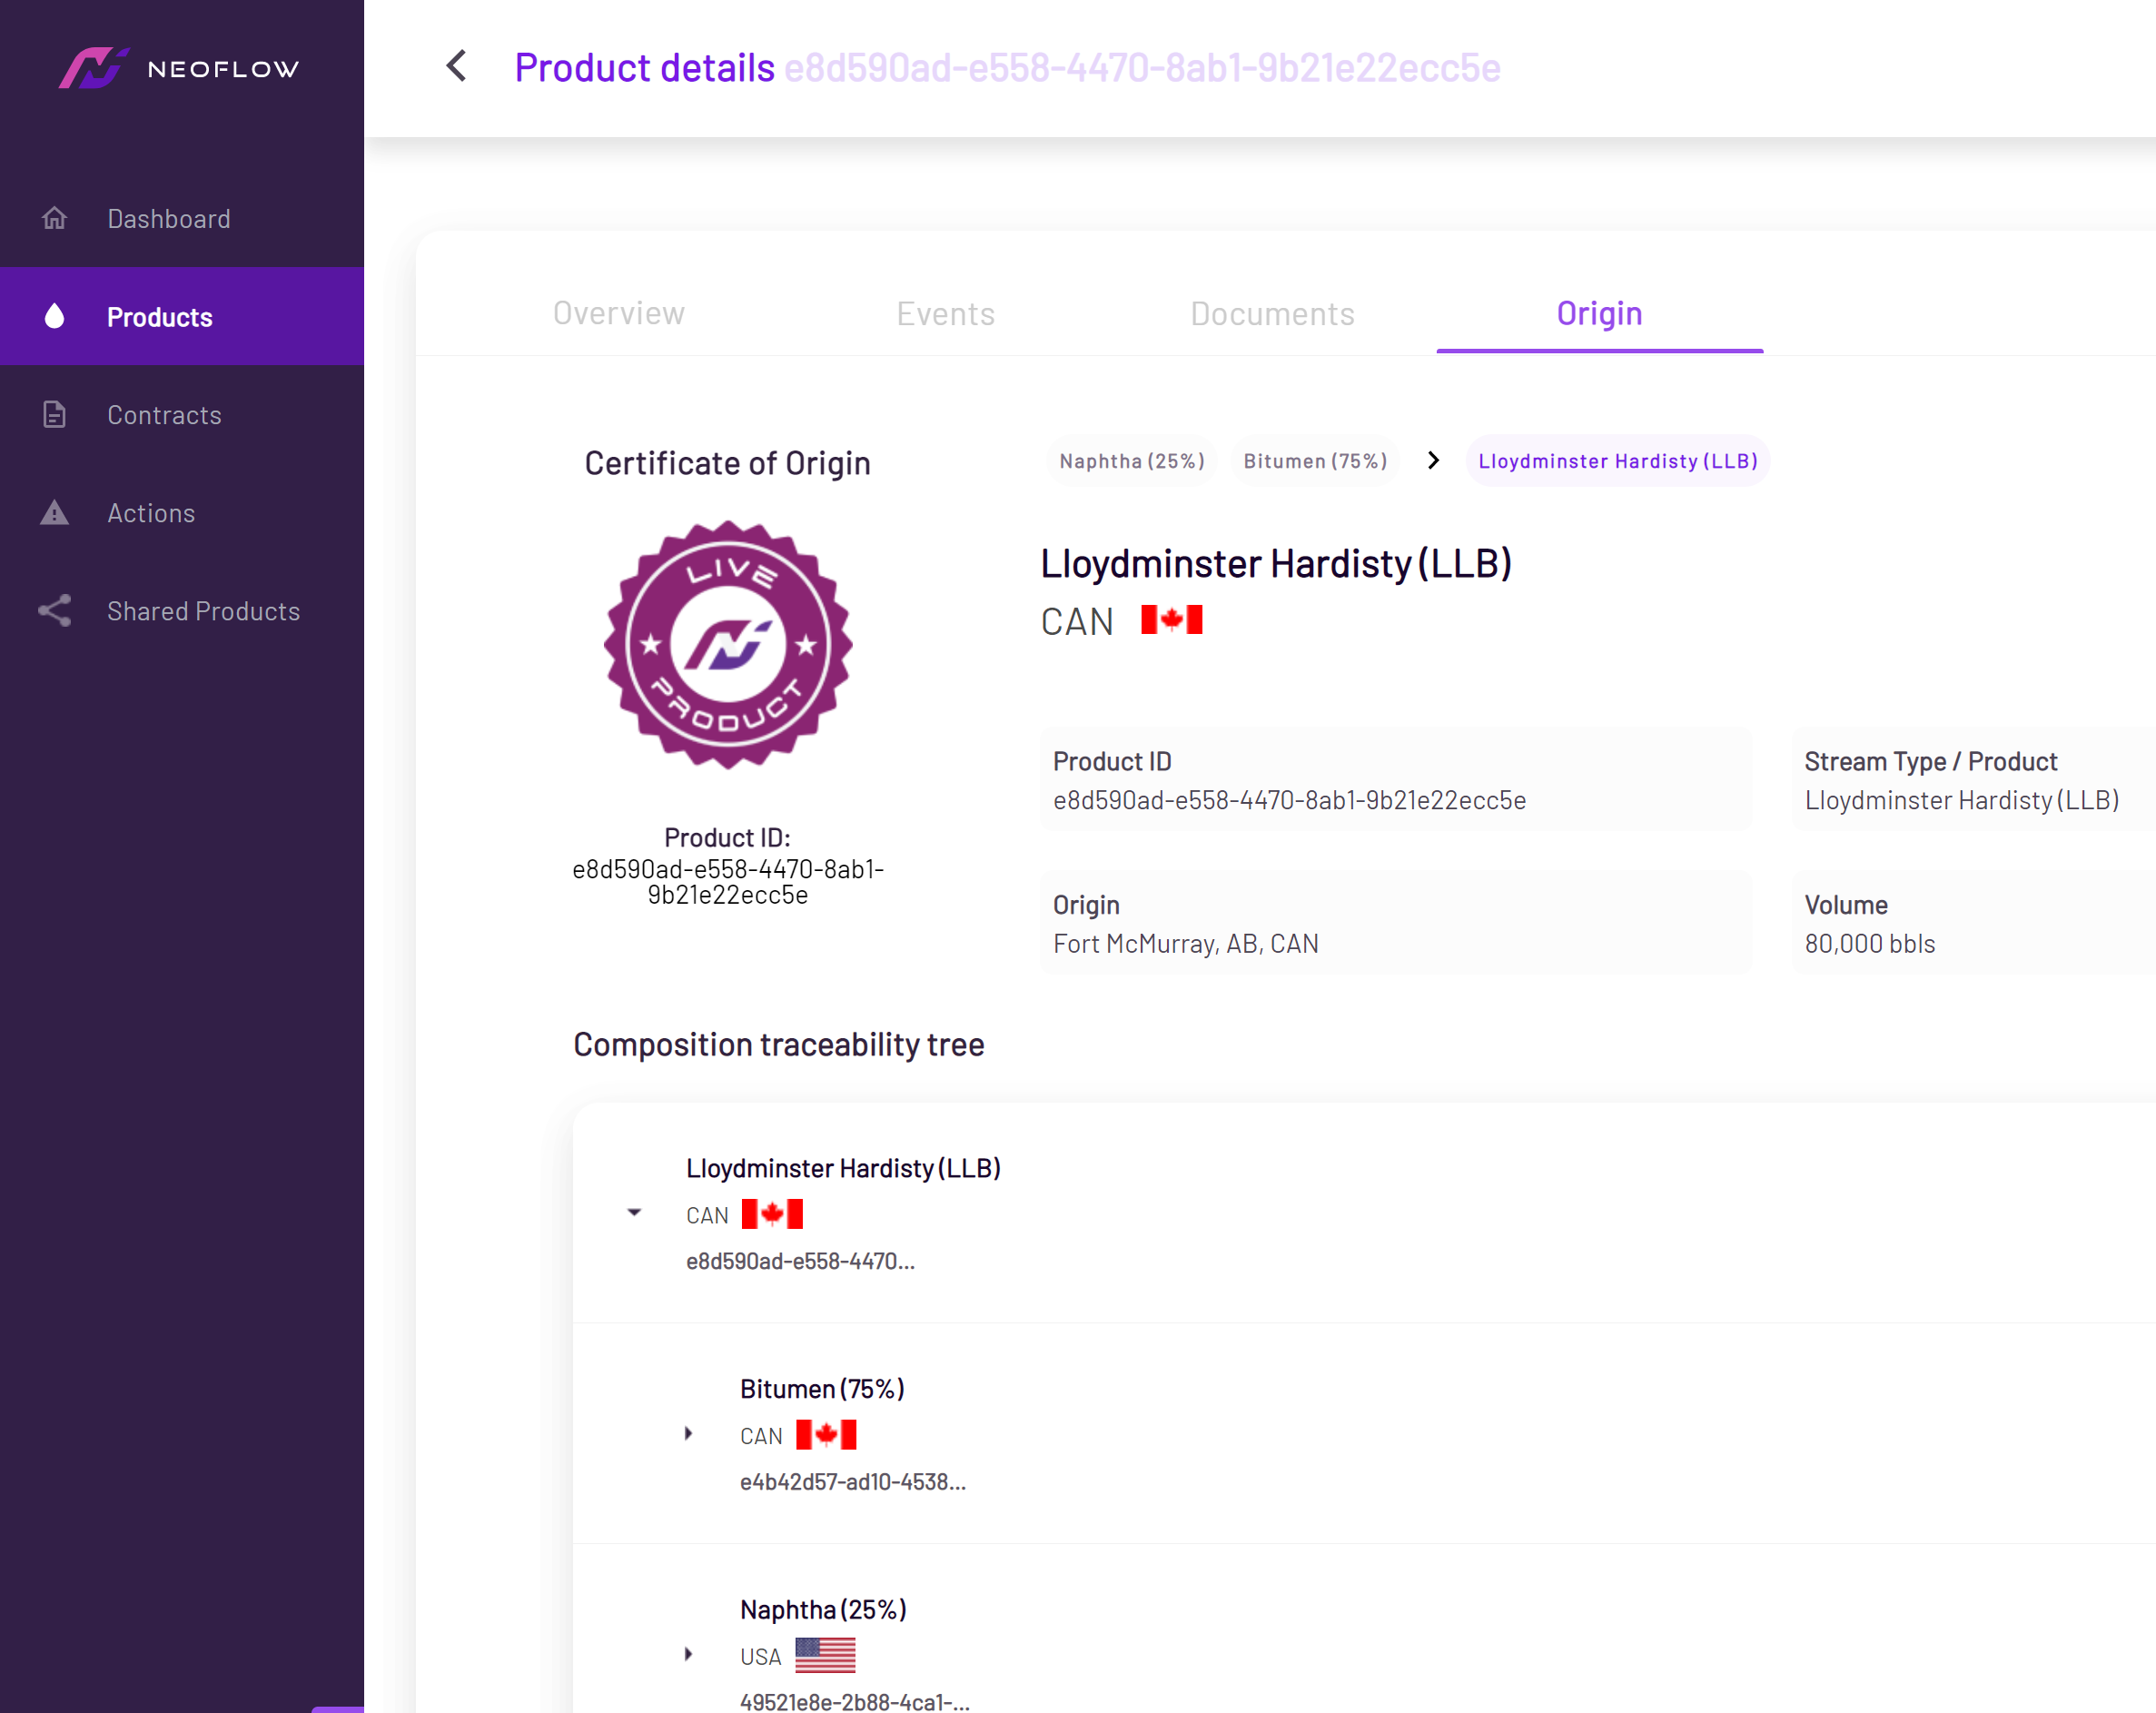 NEOFLOW
Product details e8d590ad-e558-4470-8ab1-9b21e22ecc5e
Dashboard
Products
Contracts
Actions
Shared Products
Overview
Events
Documents
Origin
Certificate of Origin
LIVE
PRODUCT
Product ID:
e8d590ad-e558-4470-8ab1-
9b21e22ecc5e
Naphtha (25%)
Bitumen (75%)
Lloydminster Hardisty (LLB)
Lloydminster Hardisty (LLB)
CAN
Product ID
e8d590ad-e558-4470-8ab1-9b21e22ecc5e
Stream Type / Product
Lloydminster Hardisty (LLB)
Origin
Fort McMurray, AB, CAN
Volume
80,000 bbls
Composition traceability tree
Lloydminster Hardisty (LLB)
CAN
e8d590ad-e558-4470...
Bitumen (75%)
CAN
e4b42d57-ad10-4538...
Naphtha (25%)
USA
49521e8e-2b88-4ca1-...